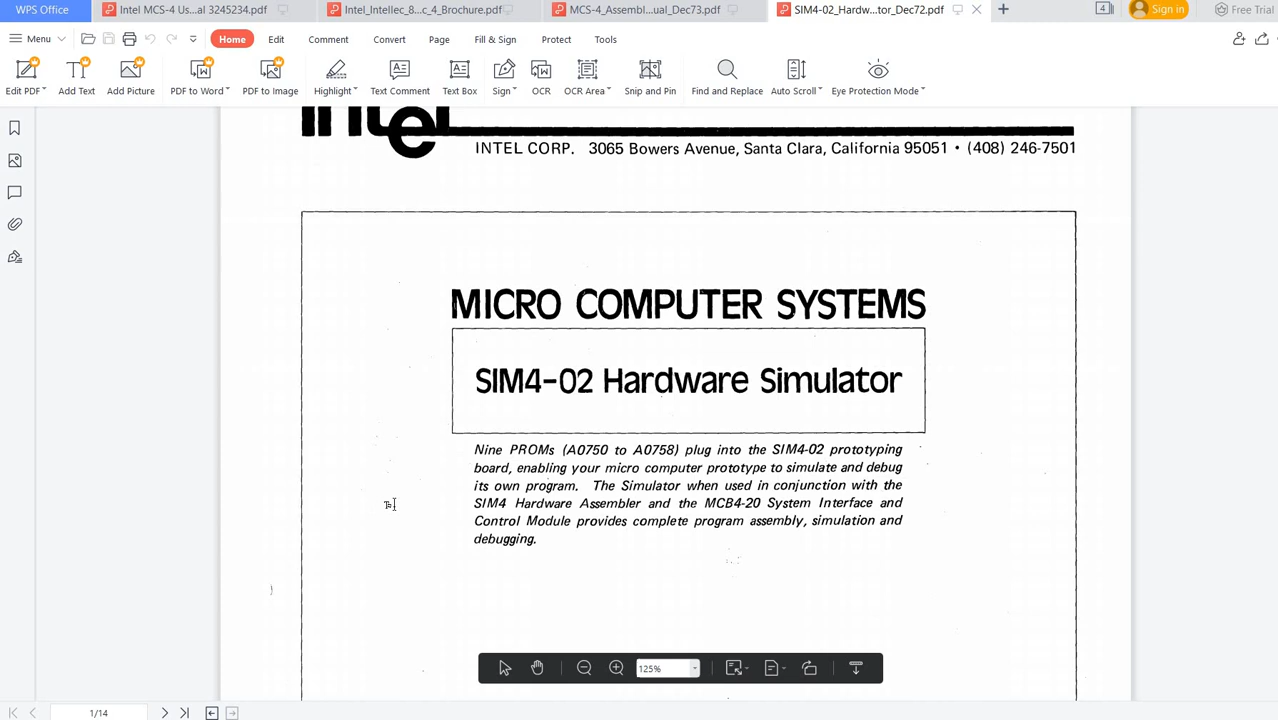 WPS Office
Intel MCS-4 Us...al 3245234.pdf
Intel_Intellec_8...c_4_Brochure.pdf
MCS-4_Assembl...ual_Dec73.pdf
SIM4-02_Hardw...tor_Dec72.pdf
4
Sign in
Free Trial
Menu
Home
Edit
Comment
Convert
Page
Fill & Sign
Protect
Tools
Edit PDF
Add Text
Add Picture
PDF to Word
PDF to Image
Highlight
Text Comment
Text Box
Sign
OCR
OCR Area
Snip and Pin
Find and Replace
Auto Scroll
Eye Protection Mode
intel
INTEL CORP. 3065 Bowers Avenue, Santa Clara, California 95051 • (408) 246-7501
MICRO COMPUTER SYSTEMS
SIM4-02 Hardware Simulator
Nine PROMs (A0750 to A0758) plug into the SIM4-02 prototyping
board, enabling your micro computer prototype to simulate and debug
its own program. The Simulator when used in conjunction with the
SIM4 Hardware Assembler and the MCB4-20 System Interface and
Control Module provides complete program assembly, simulation and
debugging.
125%
1/14